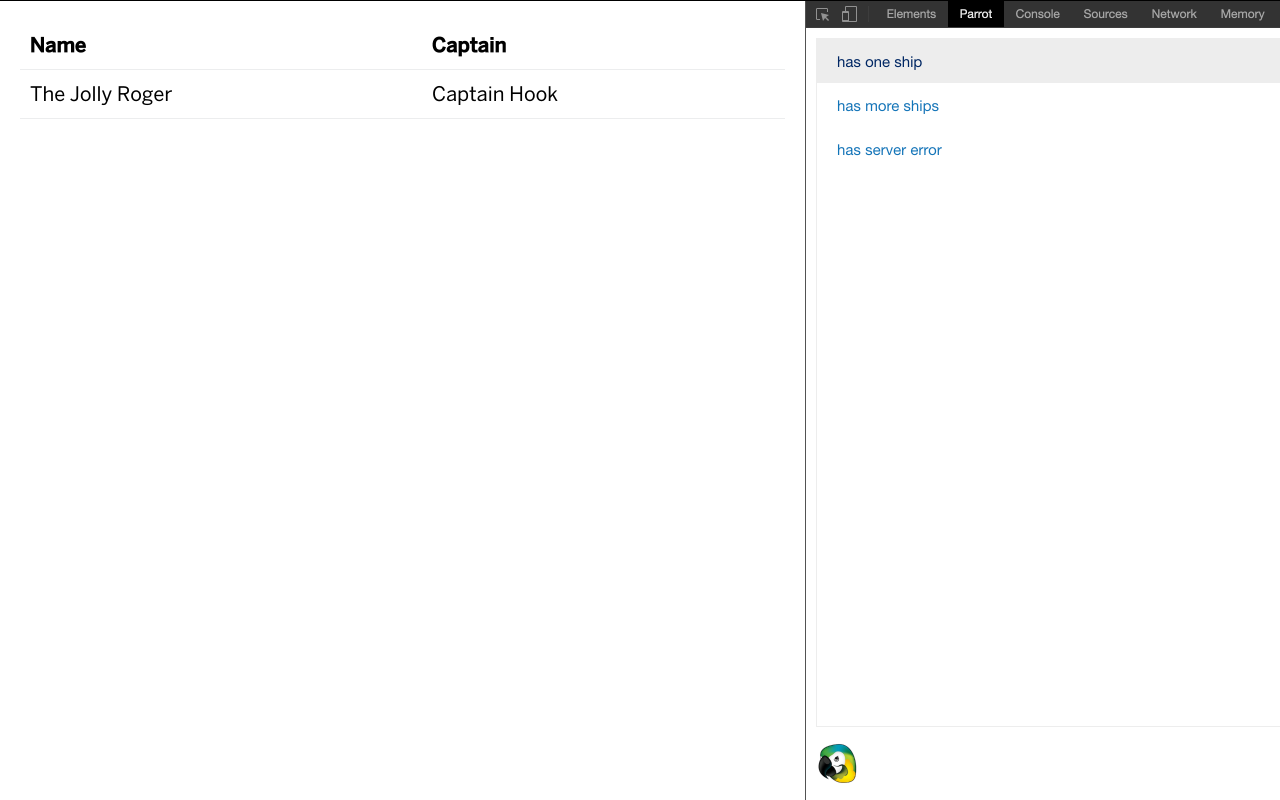 Name Captain
The Jolly Roger Captain Hook
Elements Parrot Console Sources Network Memory
has one ship
has more ships
has server error